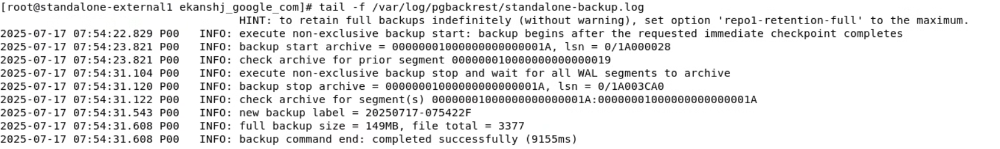 [root@standalone-external1 ekanshj_google_com]# tail -f /var/log/pgbackrest/standalone-backup.log
HINT: to retain full backups indefinitely (without warning), set option 'repo1-retention-full' to the maximum.
2025-07-17 07:54:22.829 P00   INFO: execute non-exclusive backup start: backup begins after the requested immediate checkpoint completes
2025-07-17 07:54:23.821 P00   INFO: backup start archive = 00000001000000000000001A, lsn = 0/1A000028
2025-07-17 07:54:23.821 P00   INFO: check archive for prior segment 000000010000000000000019
2025-07-17 07:54:31.104 P00   INFO: execute non-exclusive backup stop and wait for all WAL segments to archive
2025-07-17 07:54:31.120 P00   INFO: backup stop archive = 00000001000000000000001A, lsn = 0/1A003CA0
2025-07-17 07:54:31.122 P00   INFO: check archive for segment(s) 00000001000000000000001A:00000001000000000000001A
2025-07-17 07:54:31.543 P00   INFO: new backup label = 20250717-075422F
2025-07-17 07:54:31.608 P00   INFO: full backup size = 149MB, file total = 3377
2025-07-17 07:54:31.608 P00   INFO: backup command end: completed successfully (9155ms)